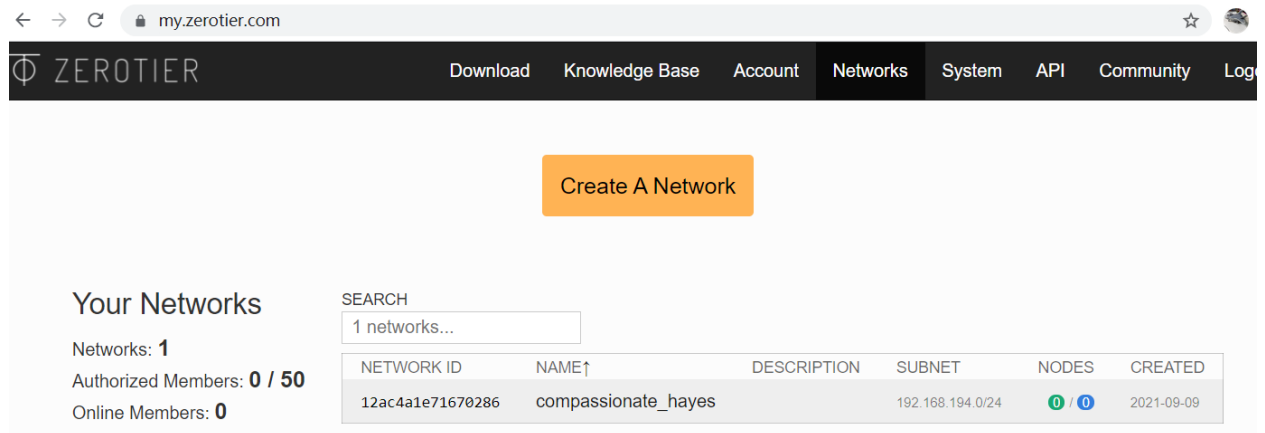 my.zerotier.com
ZEROTIER Download Knowledge Base Account Networks System API Community
Create A Network
Your Networks
Networks: 1
Authorized Members: 0 / 50
Online Members: 0
SEARCH
1 networks...
NETWORK ID NAME↑ DESCRIPTION SUBNET NODES CREATED
12ac4a1e71670286 compassionate_hayes 192.168.194.0/24 0 / 0 2021-09-09